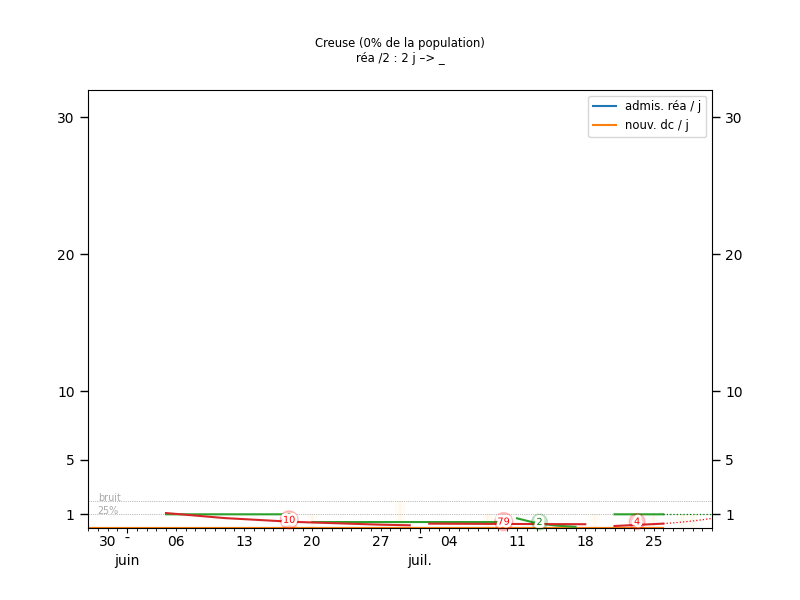 Creuse (0% de la population)
réa /2 : 2 j –> _
admis. réa / j
nouv. dc / j
30 30
20 20
10 10
5 5
bruit
25%
1 1
10 79 2 4
30 - 06 13 20 27 - 04 11 18 25
juin juil.